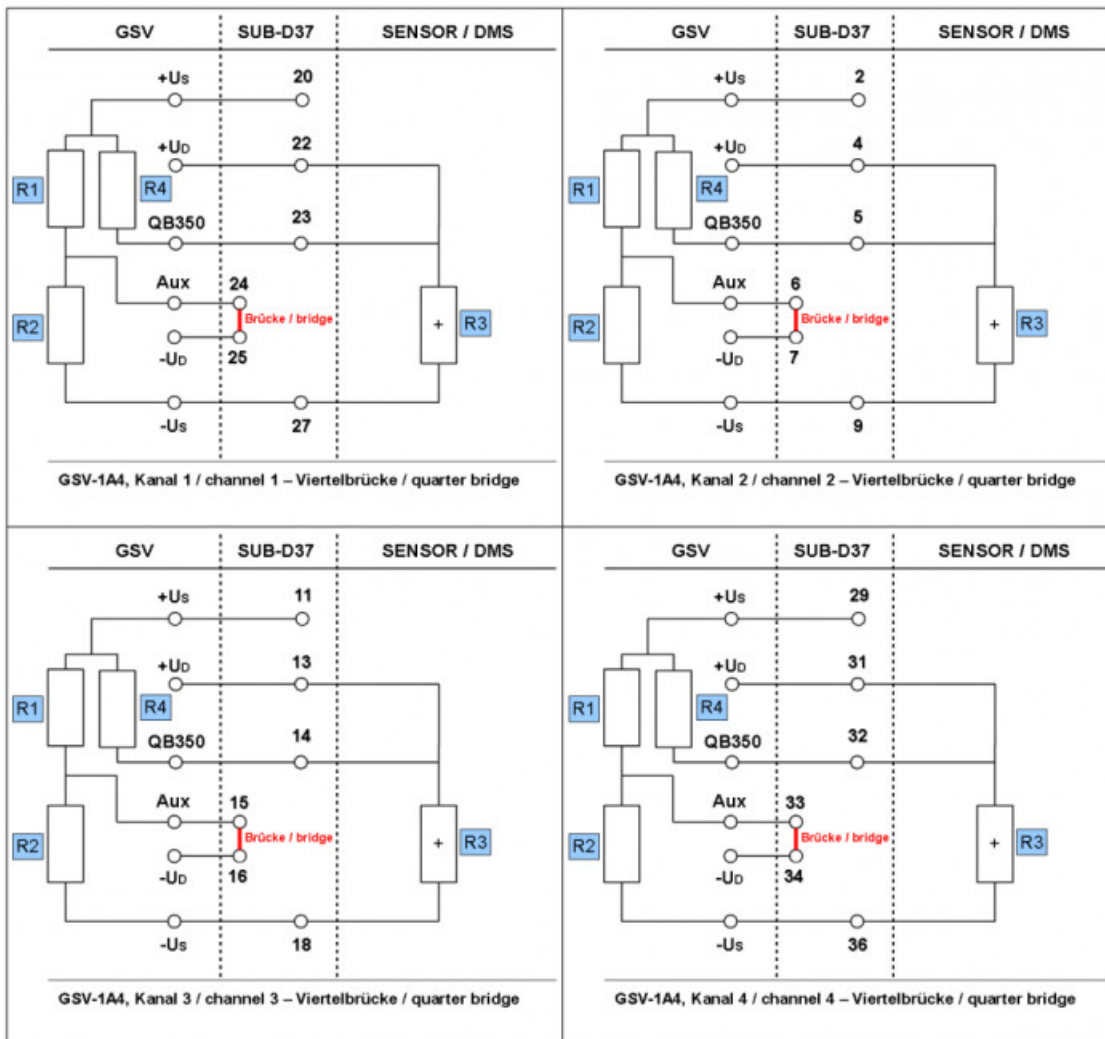 GSV SUB-D37 SENSOR / DMS
+Us 20
+UD 22
R1 R4
QB350 23
Aux 24
R2 Brücke / bridge + R3
-UD 25
-Us 27
GSV-1A4, Kanal 1 / channel 1 – Viertelbrücke / quarter bridge
GSV SUB-D37 SENSOR / DMS
+Us 2
+UD 4
R1 R4
QB350 5
Aux 6
R2 Brücke / bridge + R3
-UD 7
-Us 9
GSV-1A4, Kanal 2 / channel 2 – Viertelbrücke / quarter bridge
GSV SUB-D37 SENSOR / DMS
+Us 11
+UD 13
R1 R4
QB350 14
Aux 15
R2 Brücke / bridge + R3
-UD 16
-Us 18
GSV-1A4, Kanal 3 / channel 3 – Viertelbrücke / quarter bridge
GSV SUB-D37 SENSOR / DMS
+Us 29
+UD 31
R1 R4
QB350 32
Aux 33
R2 Brücke / bridge + R3
-UD 34
-Us 36
GSV-1A4, Kanal 4 / channel 4 – Viertelbrücke / quarter bridge